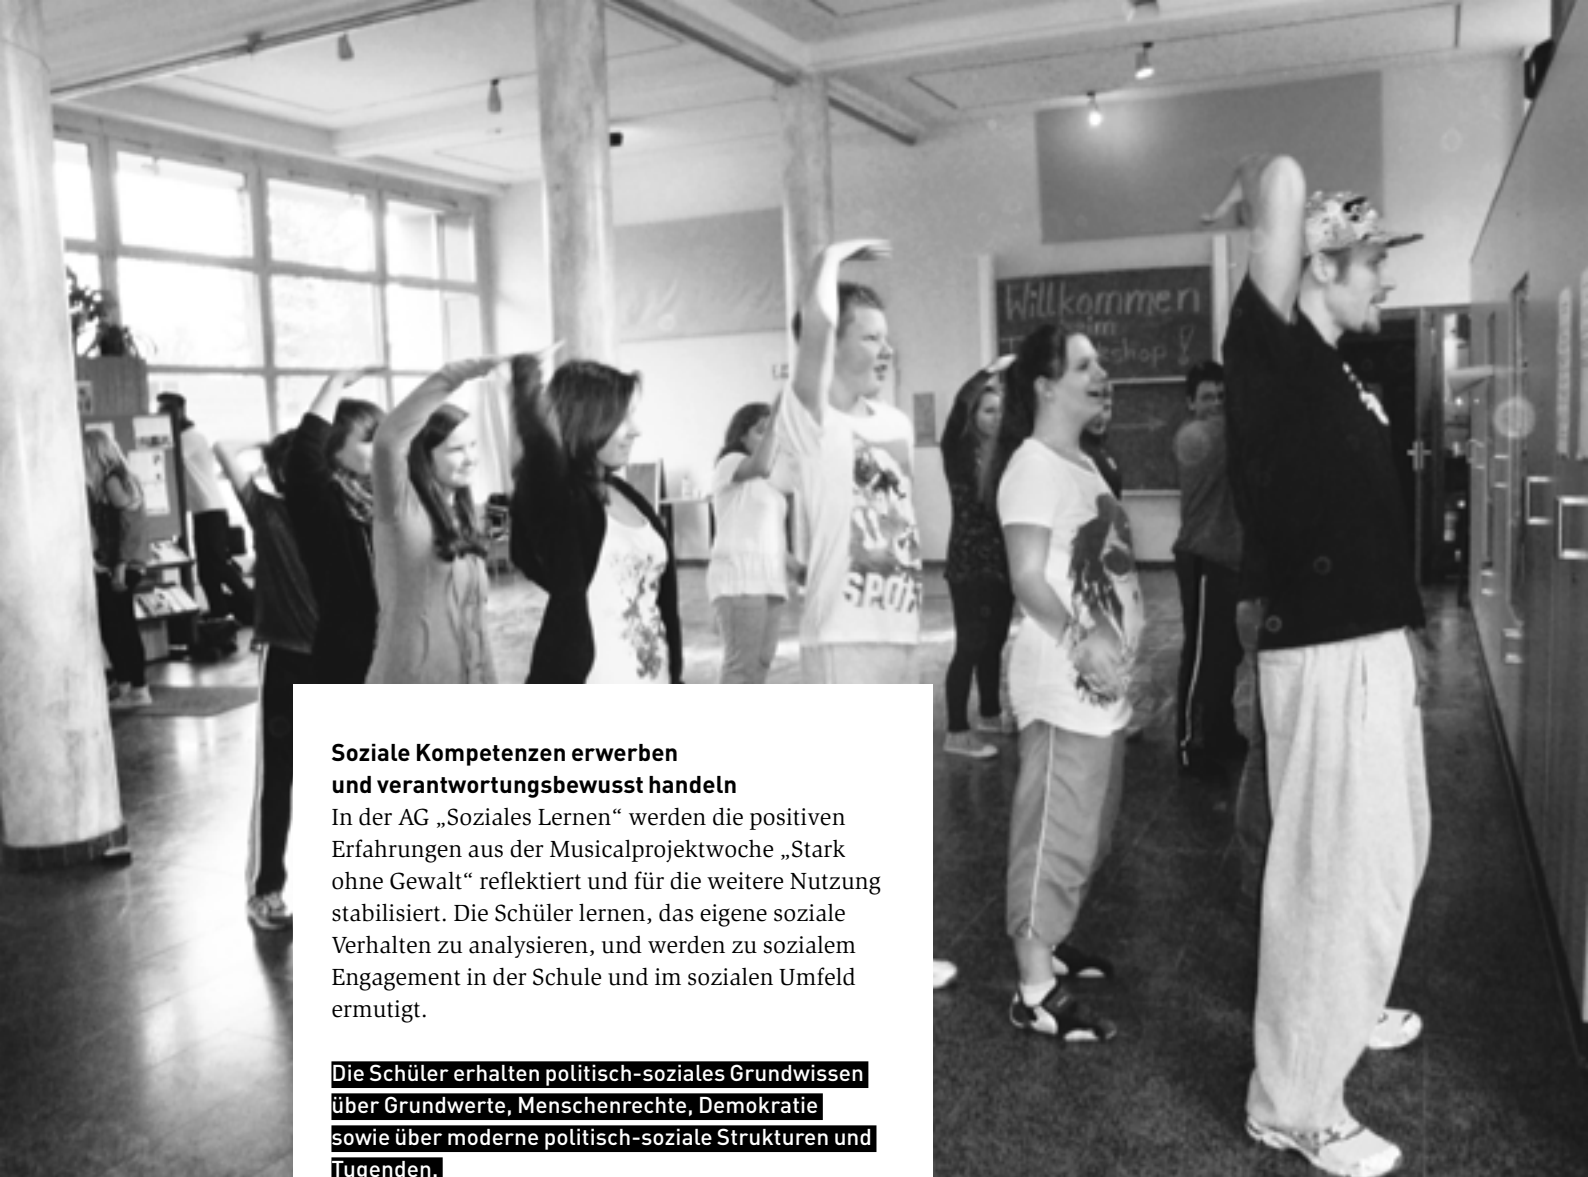 Willkommen
im
SPORT
Soziale Kompetenzen erwerben
und verantwortungsbewusst handeln
In der AG „Soziales Lernen“ werden die positiven
Erfahrungen aus der Musicalprojektwoche „Stark
ohne Gewalt“ reflektiert und für die weitere Nutzung
stabilisiert. Die Schüler lernen, das eigene soziale
Verhalten zu analysieren, und werden zu sozialem
Engagement in der Schule und im sozialen Umfeld
ermutigt.
Die Schüler erhalten politisch-soziales Grundwissen
über Grundwerte, Menschenrechte, Demokratie
sowie über moderne politisch-soziale Strukturen und
Tugenden.